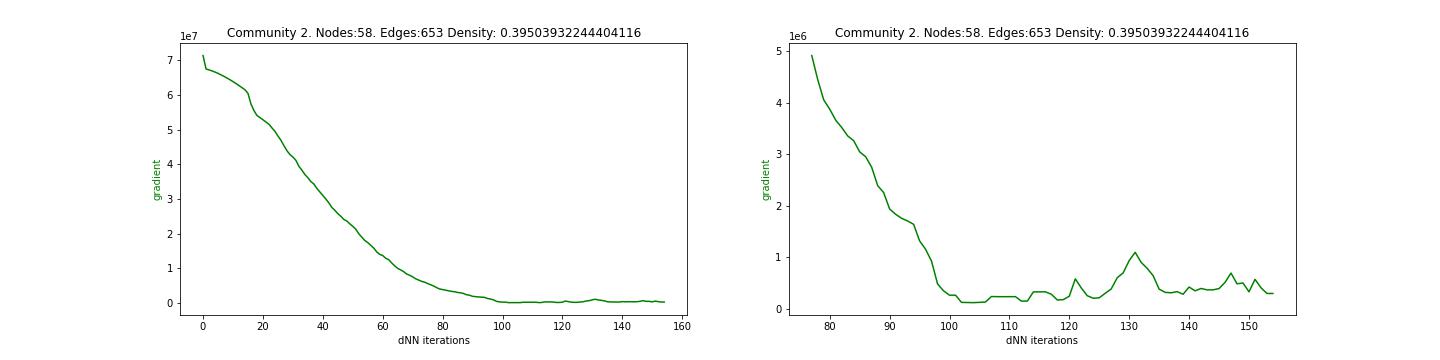 Community 2. Nodes:58. Edges:653 Density: 0.39503932244404116
1e7
7
6
5
4
3
2
1
0
gradient
0 20 40 60 80 100 120 140 160
dNN iterations
Community 2. Nodes:58. Edges:653 Density: 0.39503932244404116
1e6
5
4
3
2
1
0
gradient
80 90 100 110 120 130 140 150
dNN iterations